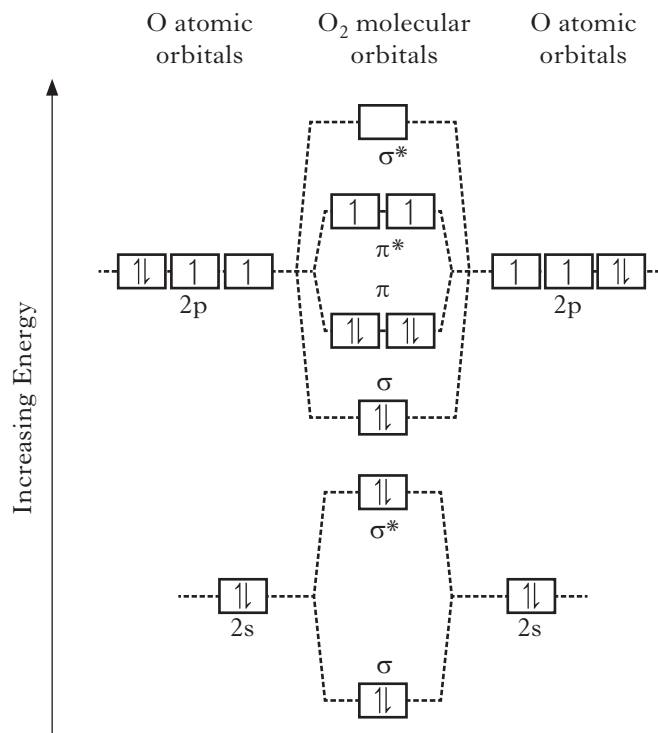 O atomic
orbitals
O₂ molecular
orbitals
O atomic
orbitals
Increasing Energy
σ*
π*
2p
π
2p
σ
σ*
2s
2s
σ